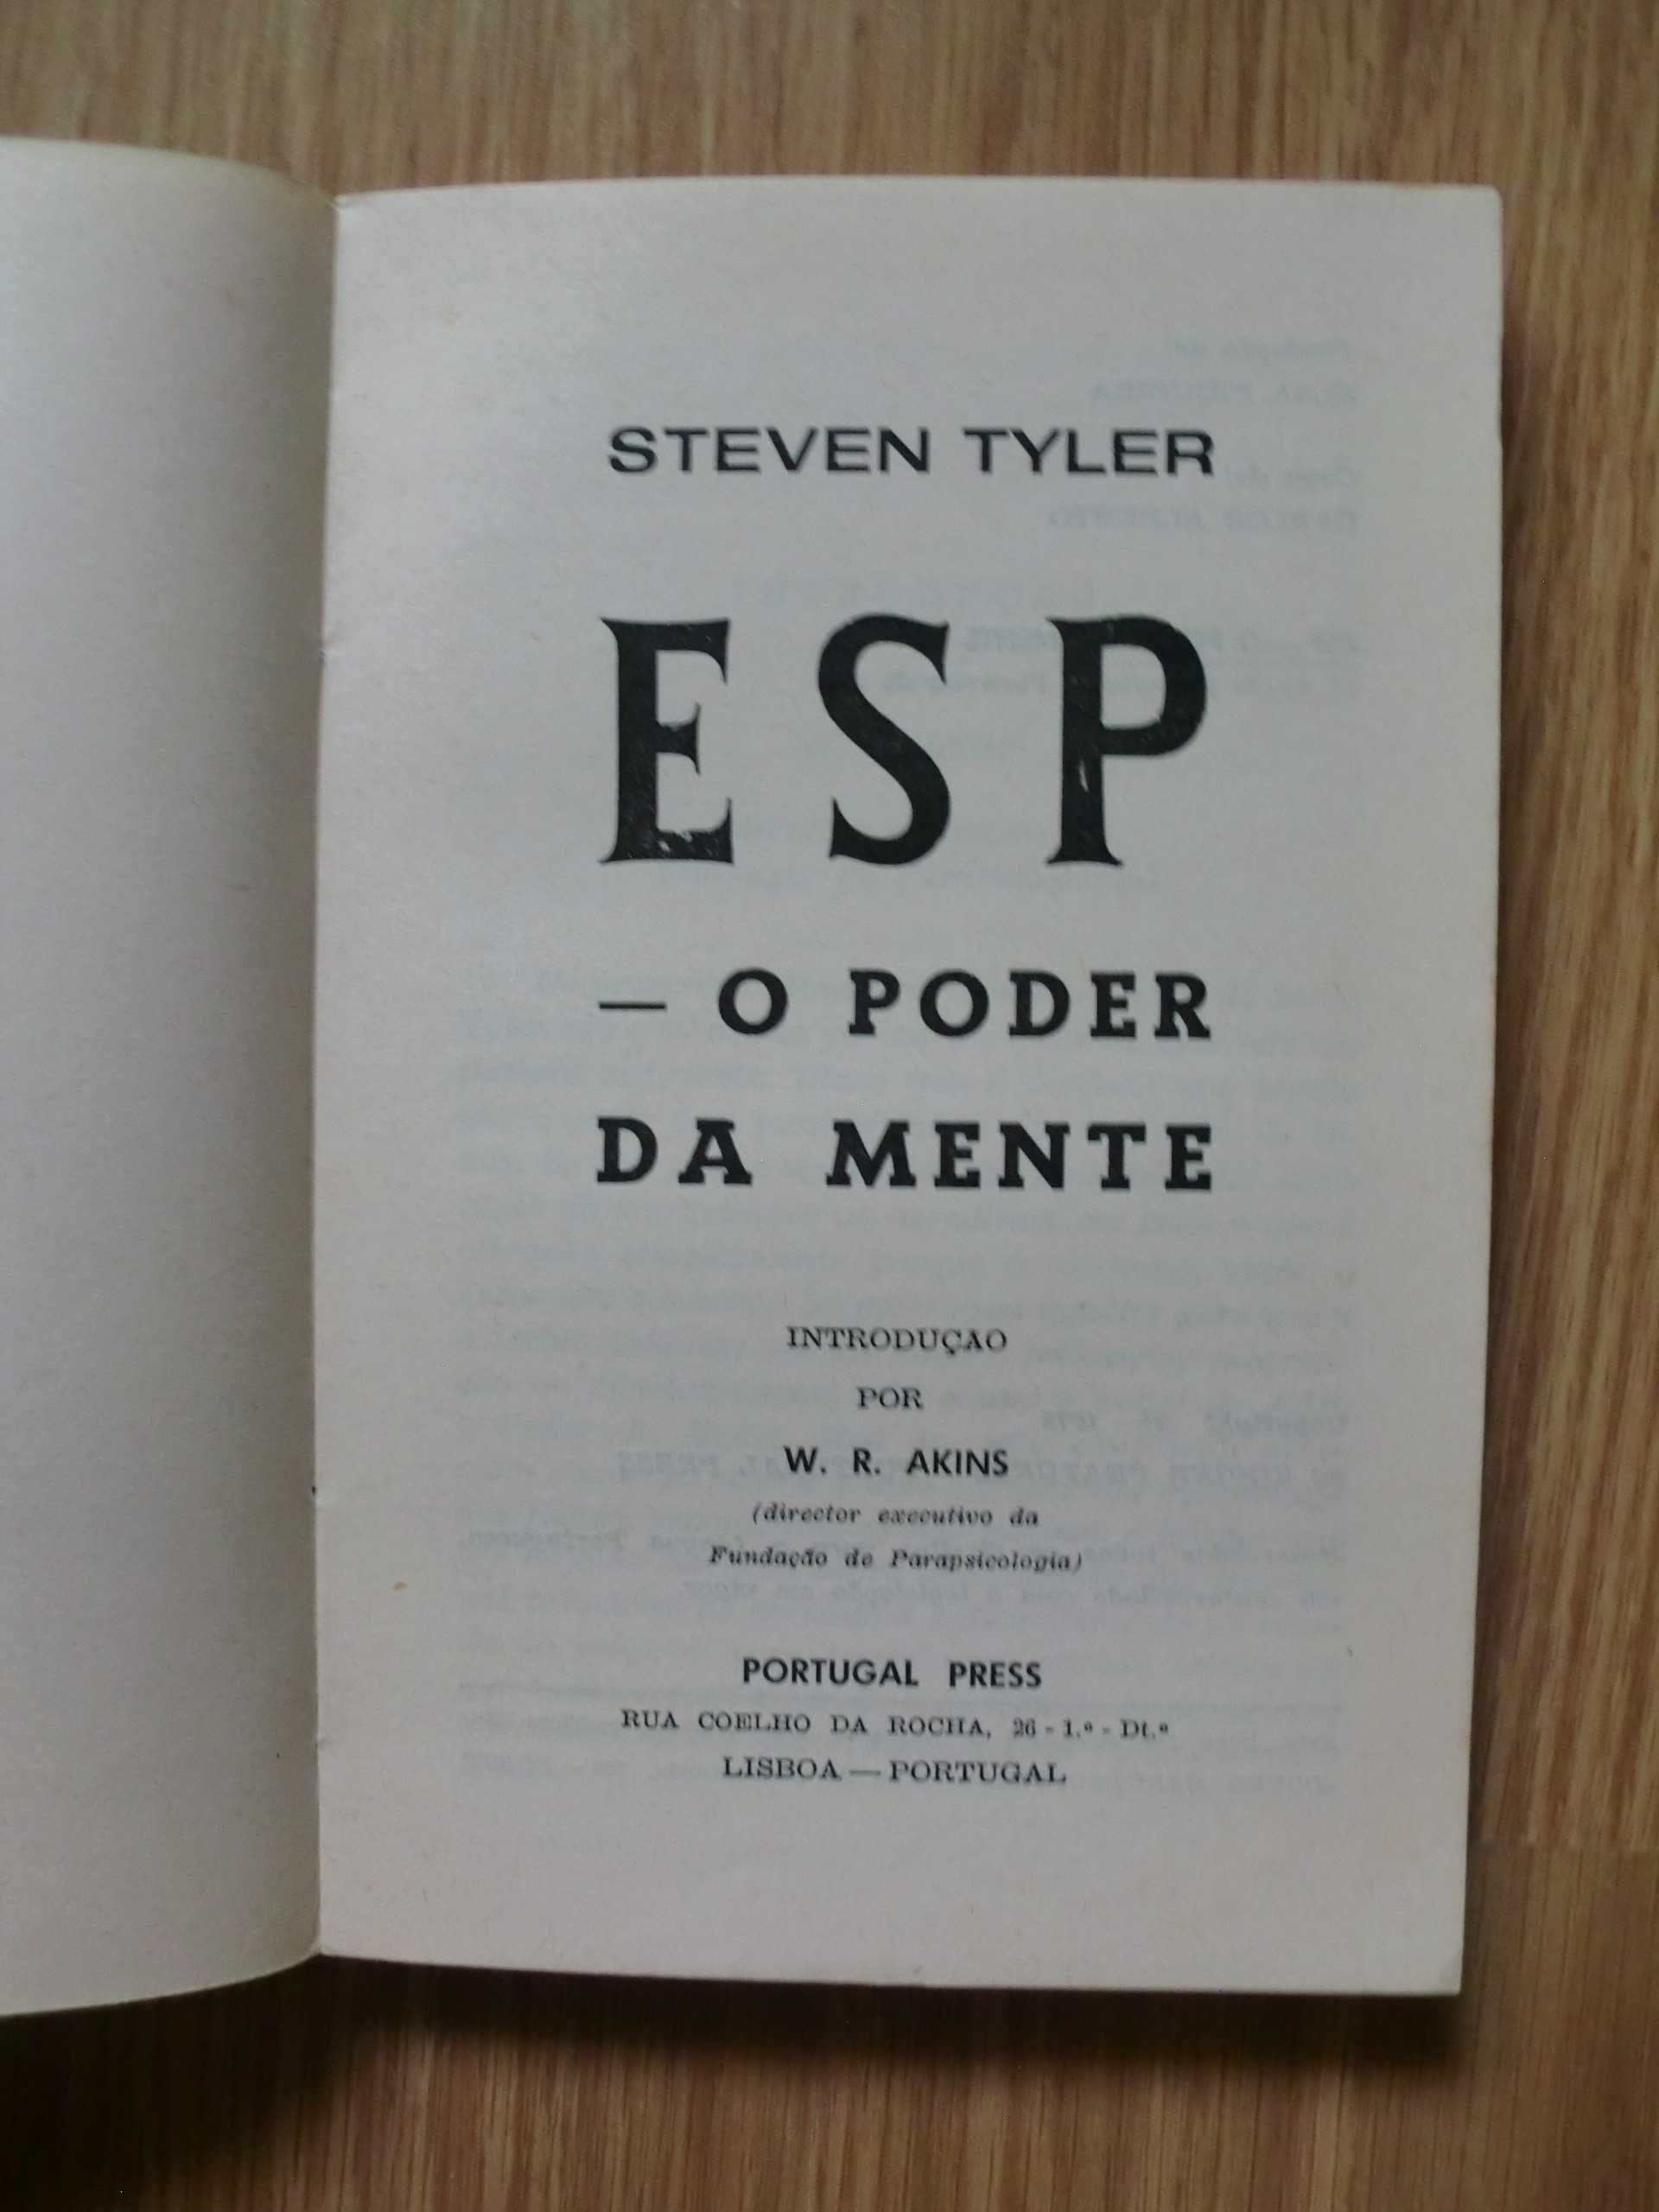 STEVEN TYLER
ESP
— O PODER
DA MENTE
INTRODUÇAO
POR
W. R. AKINS
(director executivo da
Fundação de Parapsicologia)
PORTUGAL PRESS
RUA COELHO DA ROCHA, 26 - 1.º - Dt.º
LISBOA — PORTUGAL